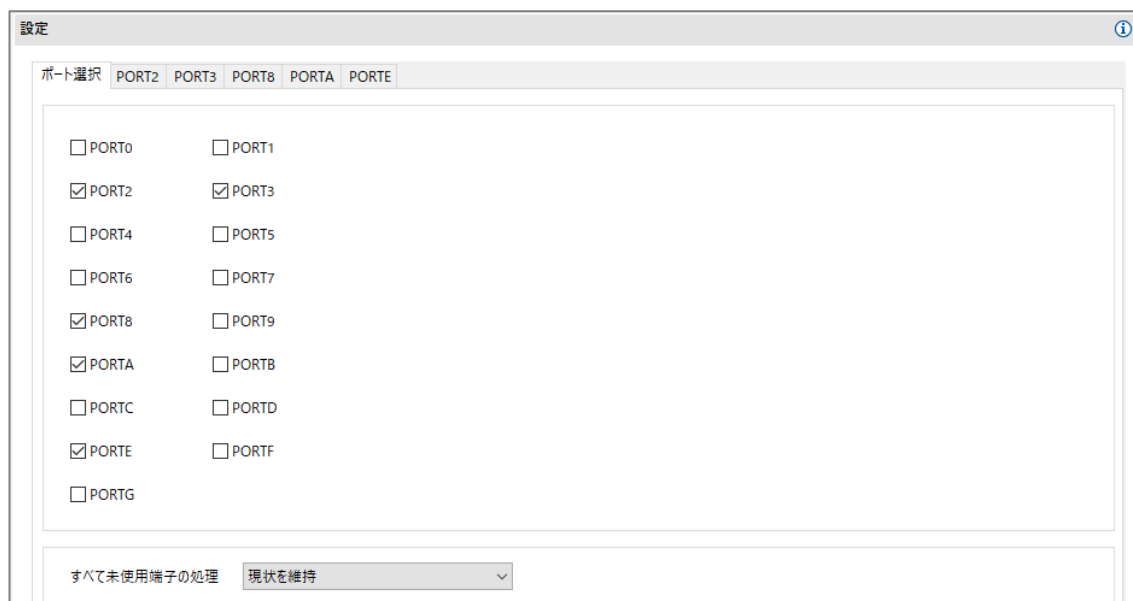 設定
ポート選択 PORT2 PORT3 PORT8 PORTA PORTE
PORT0 PORT1
PORT2 PORT3
PORT4 PORT5
PORT6 PORT7
PORT8 PORT9
PORTA PORTB
PORTC PORTD
PORTE PORTF
PORTG
すべて未使用端子の処理 現状を維持